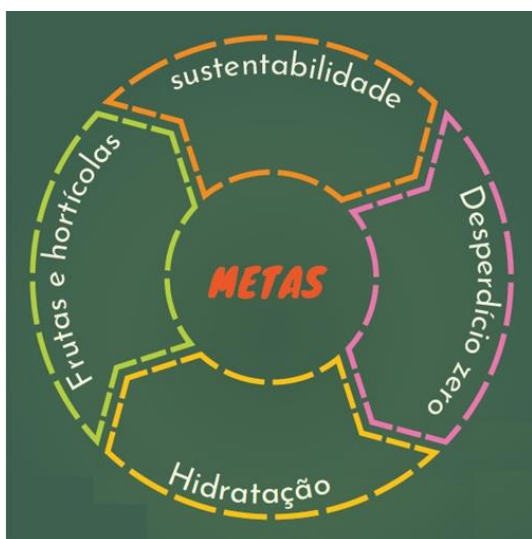 sustentabilidade
Desperdício zero
Hidratação
Frutas e hortícolas
METAS